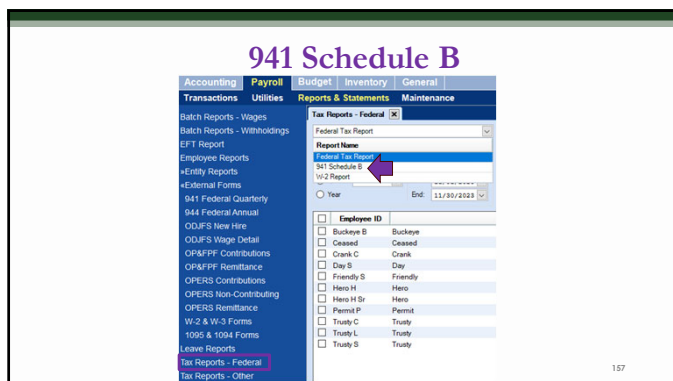 941 Schedule B
Accounting Payroll Budget Inventory General
Transactions Utilities Reports & Statements Maintenance
Batch Reports - Wages
Batch Reports - Withholdings
EFT Report
Employee Reports
»Entity Reports
«External Forms
941 Federal Quarterly
944 Federal Annual
ODJFS New Hire
ODJFS Wage Detail
OP&FPF Contributions
OP&FPF Remittance
OPERS Contributions
OPERS Non-Contributing
OPERS Remittance
W-2 & W-3 Forms
1095 & 1094 Forms
Leave Reports
Tax Reports - Federal
Tax Reports - Other
Tax Reports - Federal
Federal Tax Report
Report Name
Federal Tax Report
941 Schedule B
W-2 Report
Year End: 11/30/2023
Employee ID
Buckeye B Buckeye
Ceased Ceased
Crank C Crank
Day S Day
Friendly S Friendly
Hero H Hero
Hero H Sr Hero
Permit P Permit
Trusty C Trusty
Trusty L Trusty
Trusty S Trusty
157